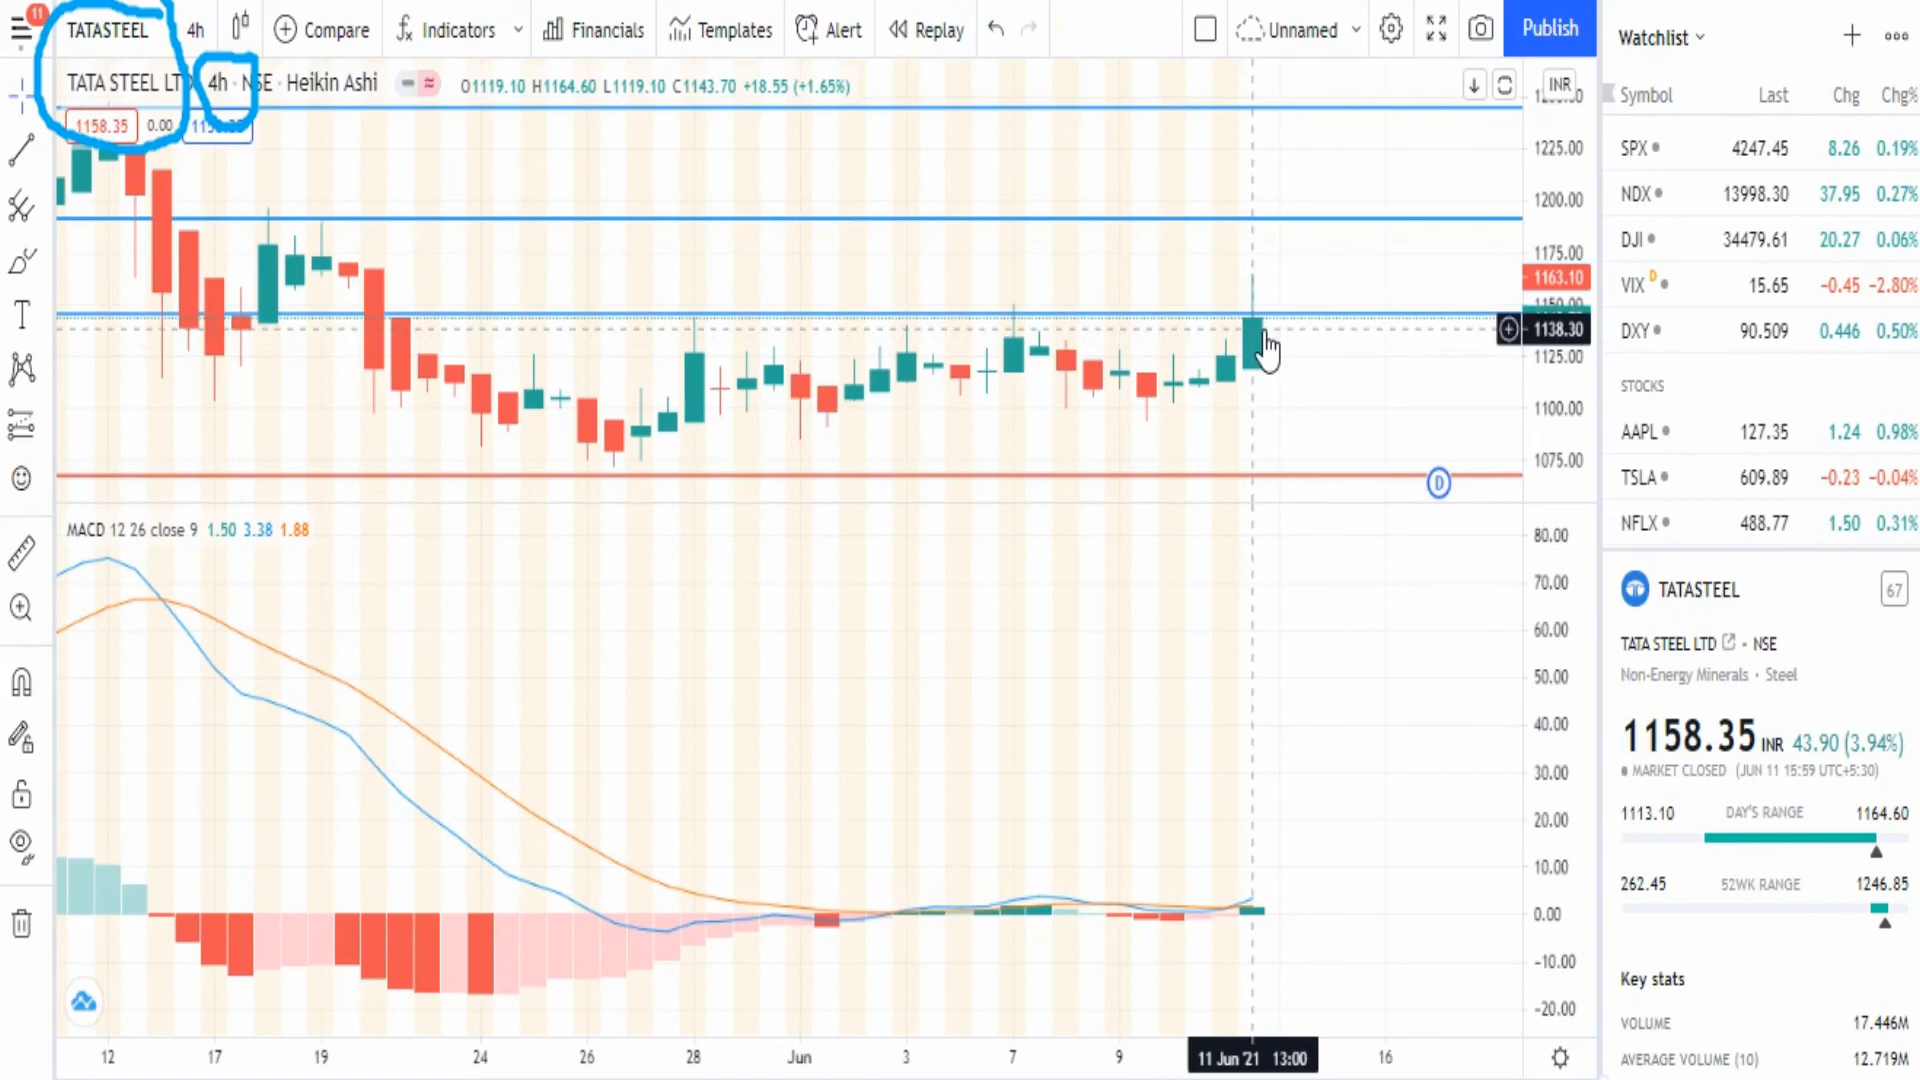 11
TATASTEEL 4h Compare Indicators Financials Templates Alert Replay Unnamed Publish
TATA STEEL LTD 4h · NSE · Heikin Ashi O1119.10 H1164.60 L1119.10 C1143.70 +18.55 (+1.65%) INR
1158.35 0.00
1225.00
1200.00
1175.00
1163.10
1150.00
1138.30
1125.00
1100.00
1075.00
D
MACD 12 26 close 9 1.50 3.38 1.88
80.00
70.00
60.00
50.00
40.00
30.00
20.00
10.00
0.00
-10.00
-20.00
12 17 19 24 26 28 Jun 3 7 9 11 Jun '21 13:00 16
Watchlist
Symbol Last Chg Chg%
SPX 4247.45 8.26 0.19%
NDX 13998.30 37.95 0.27%
DJI 34479.61 20.27 0.06%
VIX D 15.65 -0.45 -2.80%
DXY 90.509 0.446 0.50%
STOCKS
AAPL 127.35 1.24 0.98%
TSLA 609.89 -0.23 -0.04%
NFLX 488.77 1.50 0.31%
TATASTEEL 67
TATA STEEL LTD · NSE
Non-Energy Minerals · Steel
1158.35 INR 43.90 (3.94%)
MARKET CLOSED (JUN 11 15:59 UTC+5:30)
1113.10 DAY'S RANGE 1164.60
262.45 52WK RANGE 1246.85
Key stats
VOLUME 17.446M
AVERAGE VOLUME (10) 12.719M